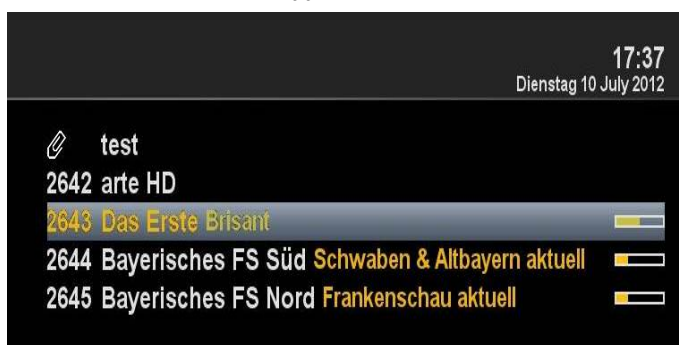 17:37
Dienstag 10 July 2012
test
2642 arte HD
2643 Das Erste Brisant
2644 Bayerisches FS Süd Schwaben & Altbayern aktuell
2645 Bayerisches FS Nord Frankenschau aktuell